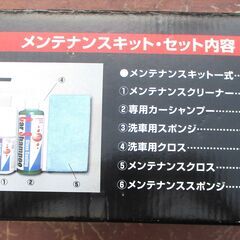 メンテナンスキット・セット内容
●メンテナンスキット一式
①メンテナンスクリーナー
②専用カーシャンプー
③洗車用スポンジ
④洗車用クロス
⑤メンテナンスクロス
⑥メンテナンススポンジ
④
①
②
Car Shampoo